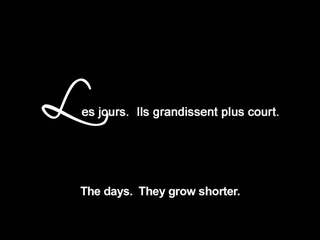 Les jours.  Ils grandissent plus court.
The days.  They grow shorter.